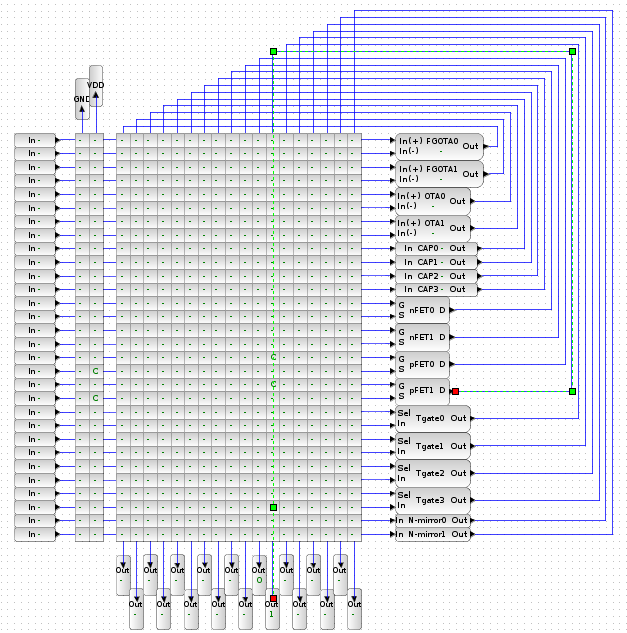 VDD
GND
In - In(+) FGOTA0 Out
In - In(-) -
In - In(+) FGOTA1 Out
In - In(-) -
In - In(+) OTA0 Out
In - In(-) -
In - In(+) OTA1 Out
In - In(-) -
In - In CAP0 - Out
In - In CAP1 - Out
In - In CAP2 - Out
In - In CAP3 - Out
In - G nFET0 D
In - S
In - G nFET1 D
In - S
In - C G pFET0 D
In - C S
In - C G pFET1 D
In - C S
In - Sel Tgate0 Out
In - In
In - Sel Tgate1 Out
In - In
In - Sel Tgate2 Out
In - In
In - Sel Tgate3 Out
In - In
In - In N-mirror0 Out
In - In N-mirror1 Out
Out Out Out Out Out Out Out Out Out
- - - - - 0 - - -
Out Out Out Out Out Out Out Out Out
- - - - - 1 - - -